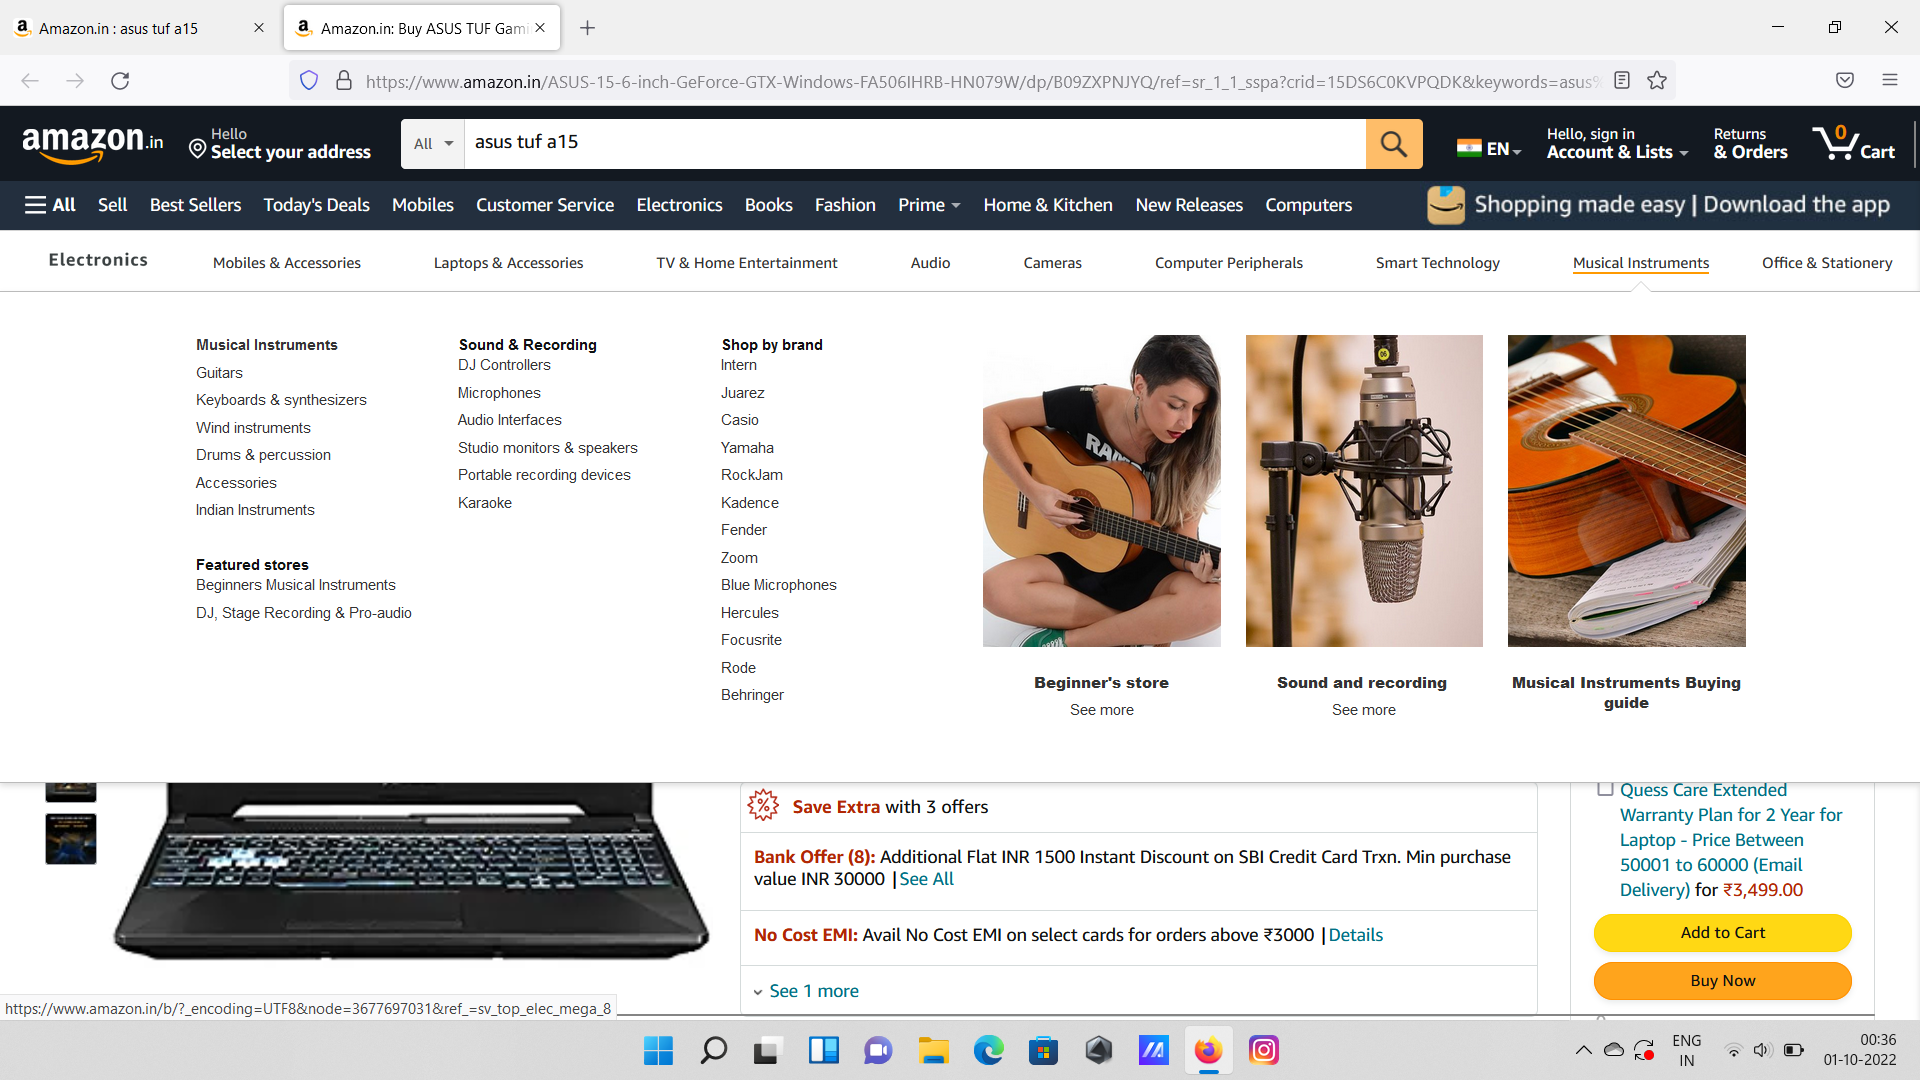 Amazon.in : asus tuf a15
Amazon.in: Buy ASUS TUF Gami
https://www.amazon.in/ASUS-15-6-inch-GeForce-GTX-Windows-FA506IHRB-HN079W/dp/B09ZXPNJYQ/ref=sr_1_1_sspa?crid=15DS6C0KVPQDK&keywords=asus%
amazon.in
Hello
Select your address
All
asus tuf a15
EN
Hello, sign in
Account & Lists
Returns
& Orders
0
Cart
All Sell Best Sellers Today's Deals Mobiles Customer Service Electronics Books Fashion Prime Home & Kitchen New Releases Computers
Shopping made easy | Download the app
Electronics Mobiles & Accessories Laptops & Accessories TV & Home Entertainment Audio Cameras Computer Peripherals Smart Technology Musical Instruments Office & Stationery
Musical Instruments
Guitars
Keyboards & synthesizers
Wind instruments
Drums & percussion
Accessories
Indian Instruments
Featured stores
Beginners Musical Instruments
DJ, Stage Recording & Pro-audio
Sound & Recording
DJ Controllers
Microphones
Audio Interfaces
Studio monitors & speakers
Portable recording devices
Karaoke
Shop by brand
Intern
Juarez
Casio
Yamaha
RockJam
Kadence
Fender
Zoom
Blue Microphones
Hercules
Focusrite
Rode
Behringer
Beginner's store
See more
Sound and recording
See more
Musical Instruments Buying
guide
Save Extra with 3 offers
Bank Offer (8): Additional Flat INR 1500 Instant Discount on SBI Credit Card Trxn. Min purchase
value INR 30000 | See All
No Cost EMI: Avail No Cost EMI on select cards for orders above ₹3000 | Details
See 1 more
Quess Care Extended
Warranty Plan for 2 Year for
Laptop - Price Between
50001 to 60000 (Email
Delivery) for ₹3,499.00
Add to Cart
Buy Now
https://www.amazon.in/b/?_encoding=UTF8&node=3677697031&ref_=sv_top_elec_mega_8
ENG
IN
00:36
01-10-2022